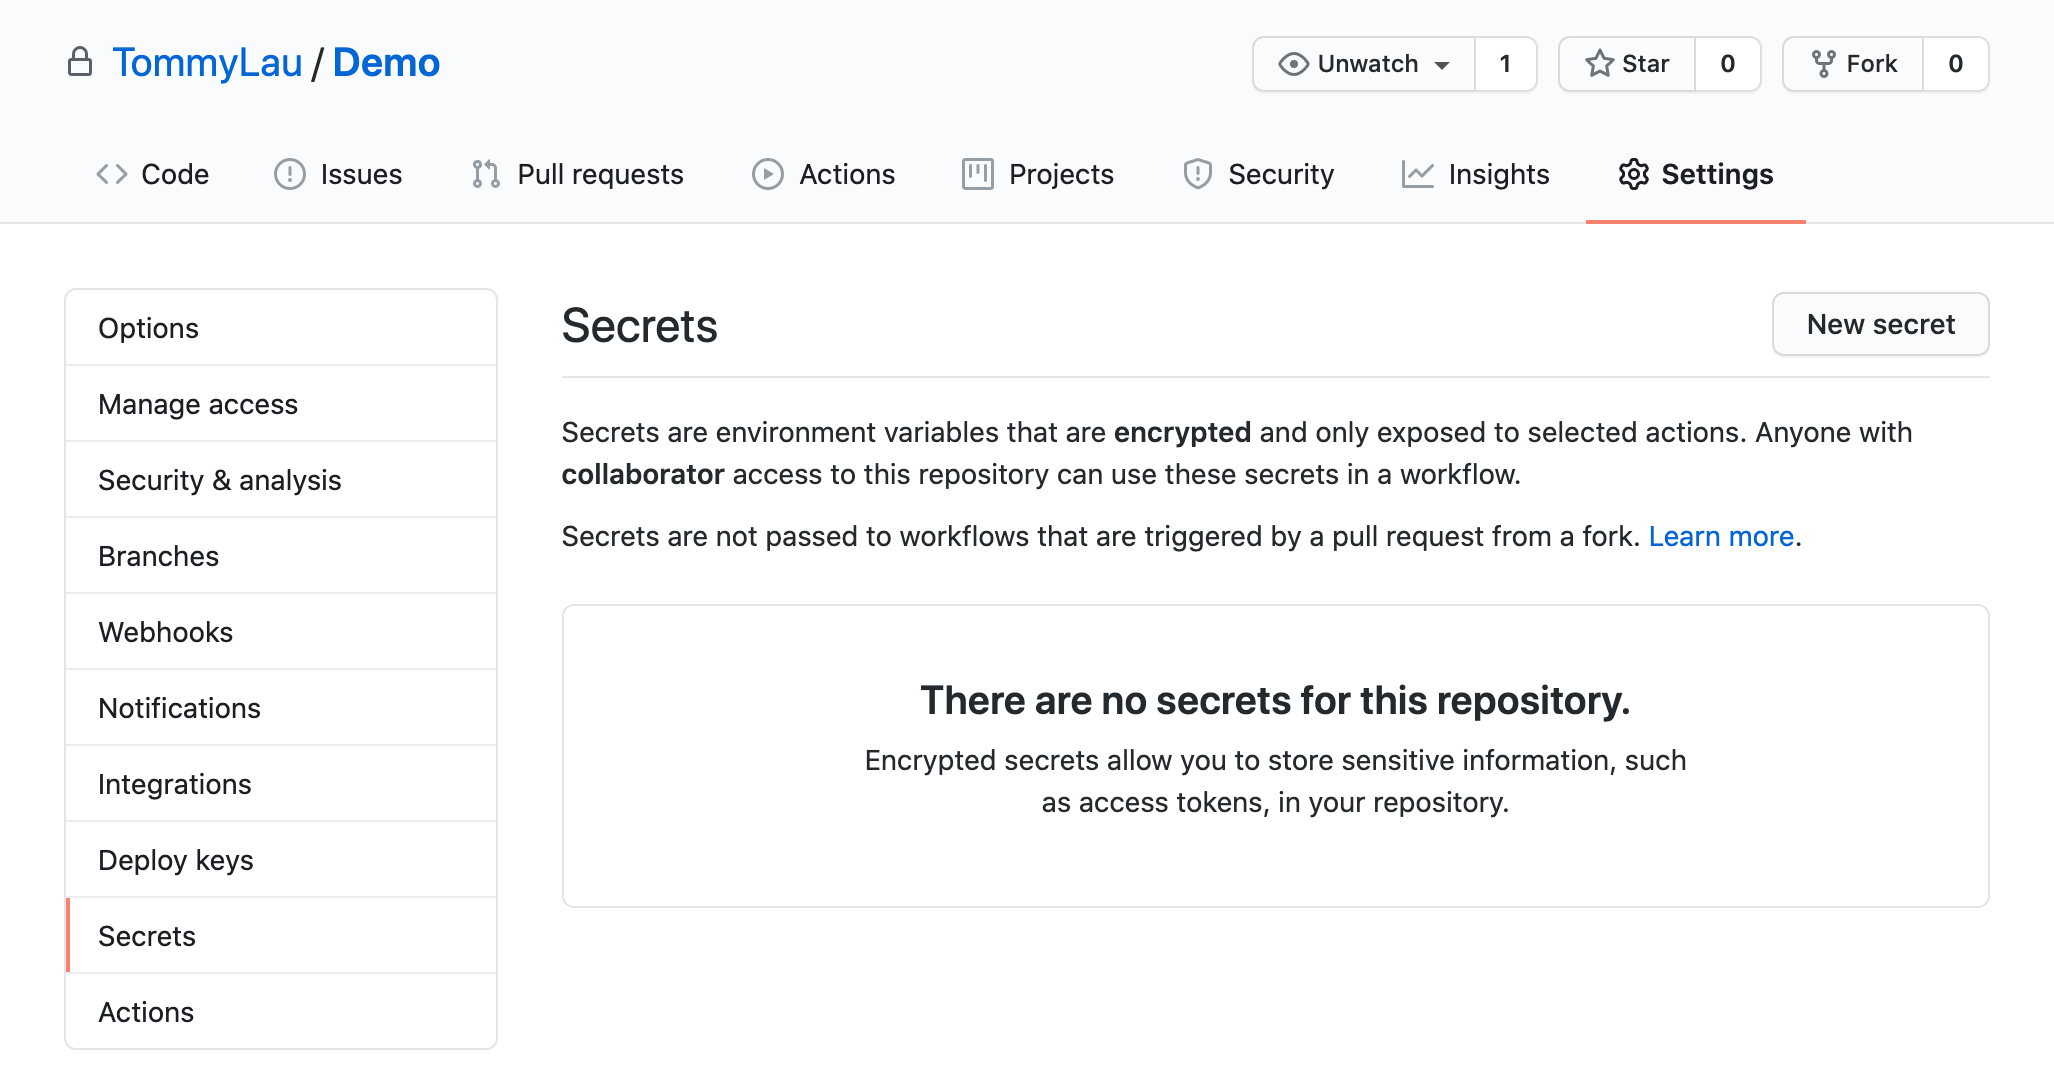 TommyLau / Demo
Unwatch 1 Star 0 Fork 0
Code Issues Pull requests Actions Projects Security Insights Settings
Options
Manage access
Security & analysis
Branches
Webhooks
Notifications
Integrations
Deploy keys
Secrets
Actions
Secrets
New secret
Secrets are environment variables that are encrypted and only exposed to selected actions. Anyone with
collaborator access to this repository can use these secrets in a workflow.
Secrets are not passed to workflows that are triggered by a pull request from a fork. Learn more.
There are no secrets for this repository.
Encrypted secrets allow you to store sensitive information, such
as access tokens, in your repository.